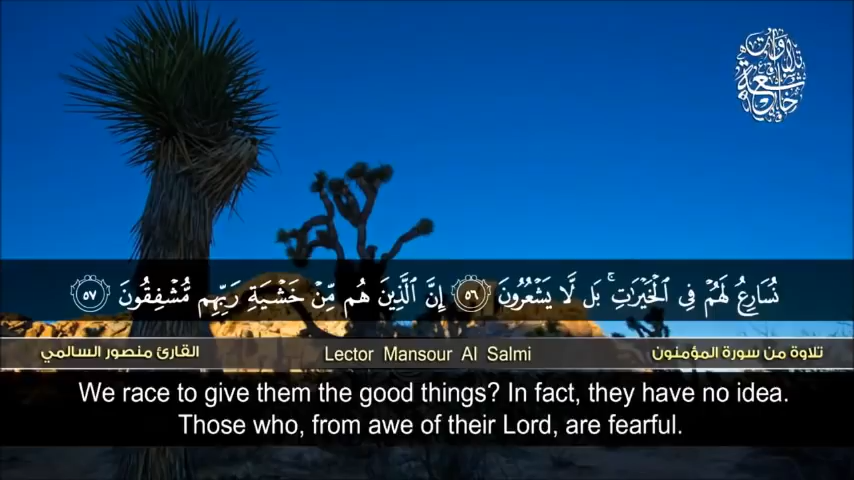 تلاوات خاشعة
نُسَارِعُ لَهُمْ فِي الْخَيْرَاتِ ۚ بَل لَّا يَشْعُرُونَ ٥٦ إِنَّ الَّذِينَ هُم مِّنْ خَشْيَةِ رَبِّهِم مُّشْفِقُونَ ٥٧
تلاوة من سورة المؤمنون Lector Mansour Al Salmi القارئ منصور السالمي
We race to give them the good things? In fact, they have no idea.
Those who, from awe of their Lord, are fearful.